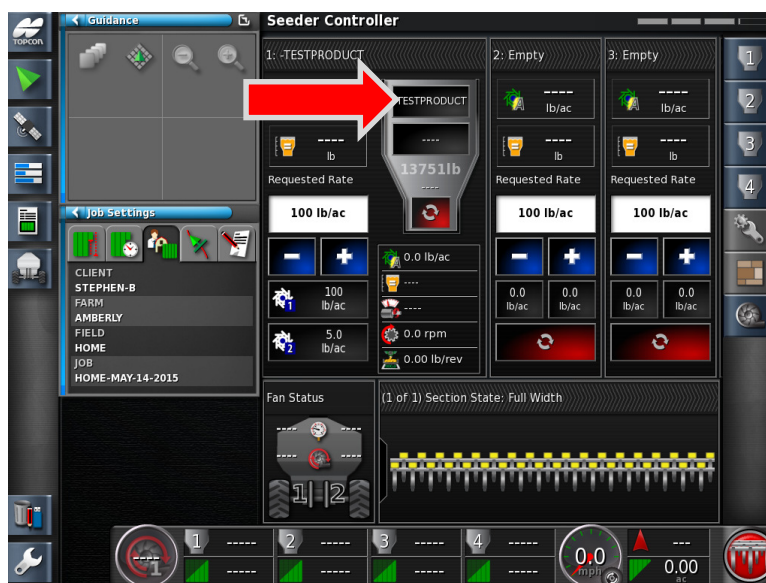 Guidance
Seeder Controller
TOPCON
1: -TESTPRODUCT
2: Empty
3: Empty
1
2
3
4
TESTPRODUCT
----
lb/ac
----
lb/ac
----
lb
----
----
lb
----
lb
13751lb
----
Requested Rate
Requested Rate
Requested Rate
100 lb/ac
100 lb/ac
100 lb/ac
Job Settings
CLIENT
STEPHEN-B
FARM
AMBERLY
FIELD
HOME
JOB
HOME-MAY-14-2015
1
100
lb/ac
2
5.0
lb/ac
0.0 lb/ac
----
----
0.0 rpm
0.00 lb/rev
0.0
lb/ac
0.0
lb/ac
0.0
lb/ac
0.0
lb/ac
Fan Status
(1 of 1) Section State: Full Width
---- ----
---- ----
1 2
----
1
1 -----
-----
2 -----
-----
3 -----
-----
4 -----
-----
0.0
mph
---
0.00
ac